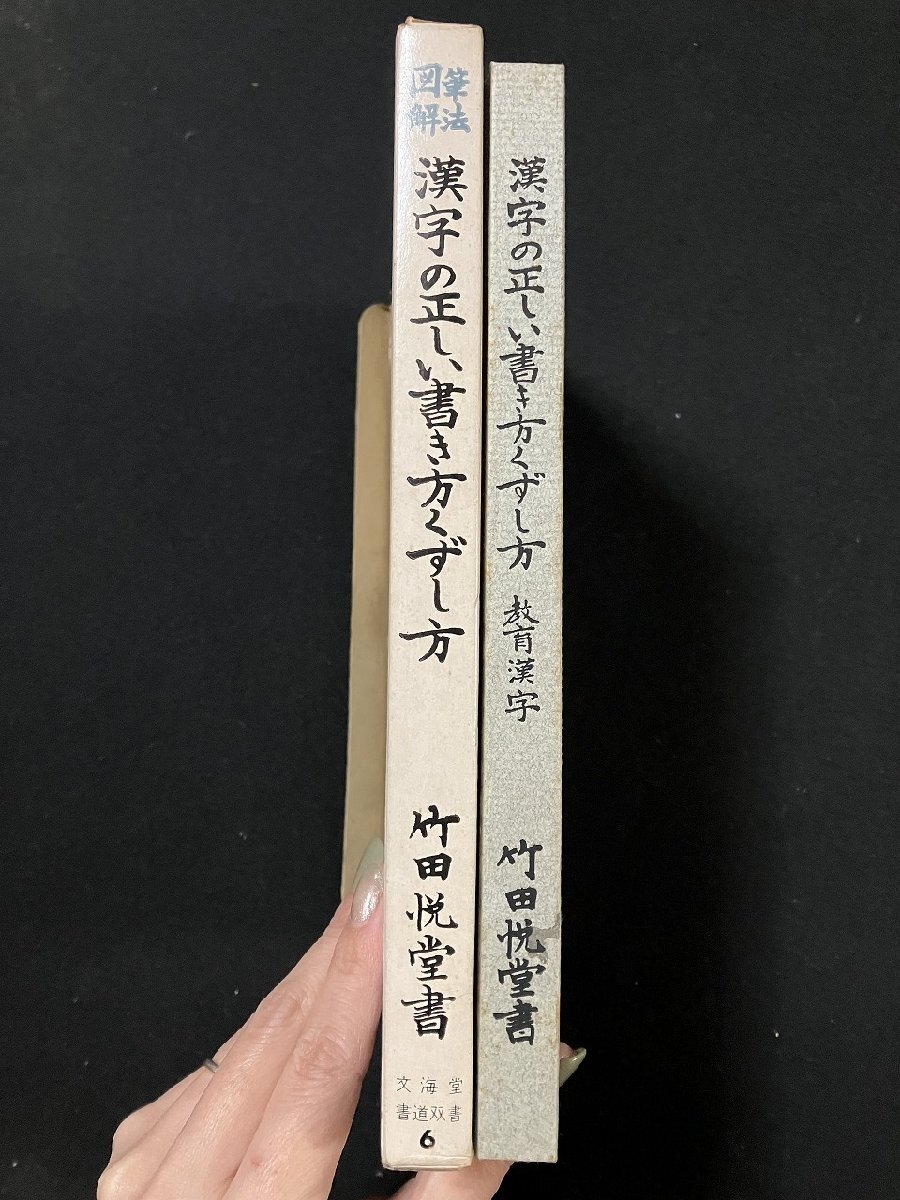 筆法
図解
漢字の正しい書き方くずし方
竹田悦堂書
文海堂
書道双書
6
漢字の正しい書き方くずし方
教育漢字
竹田悦堂書